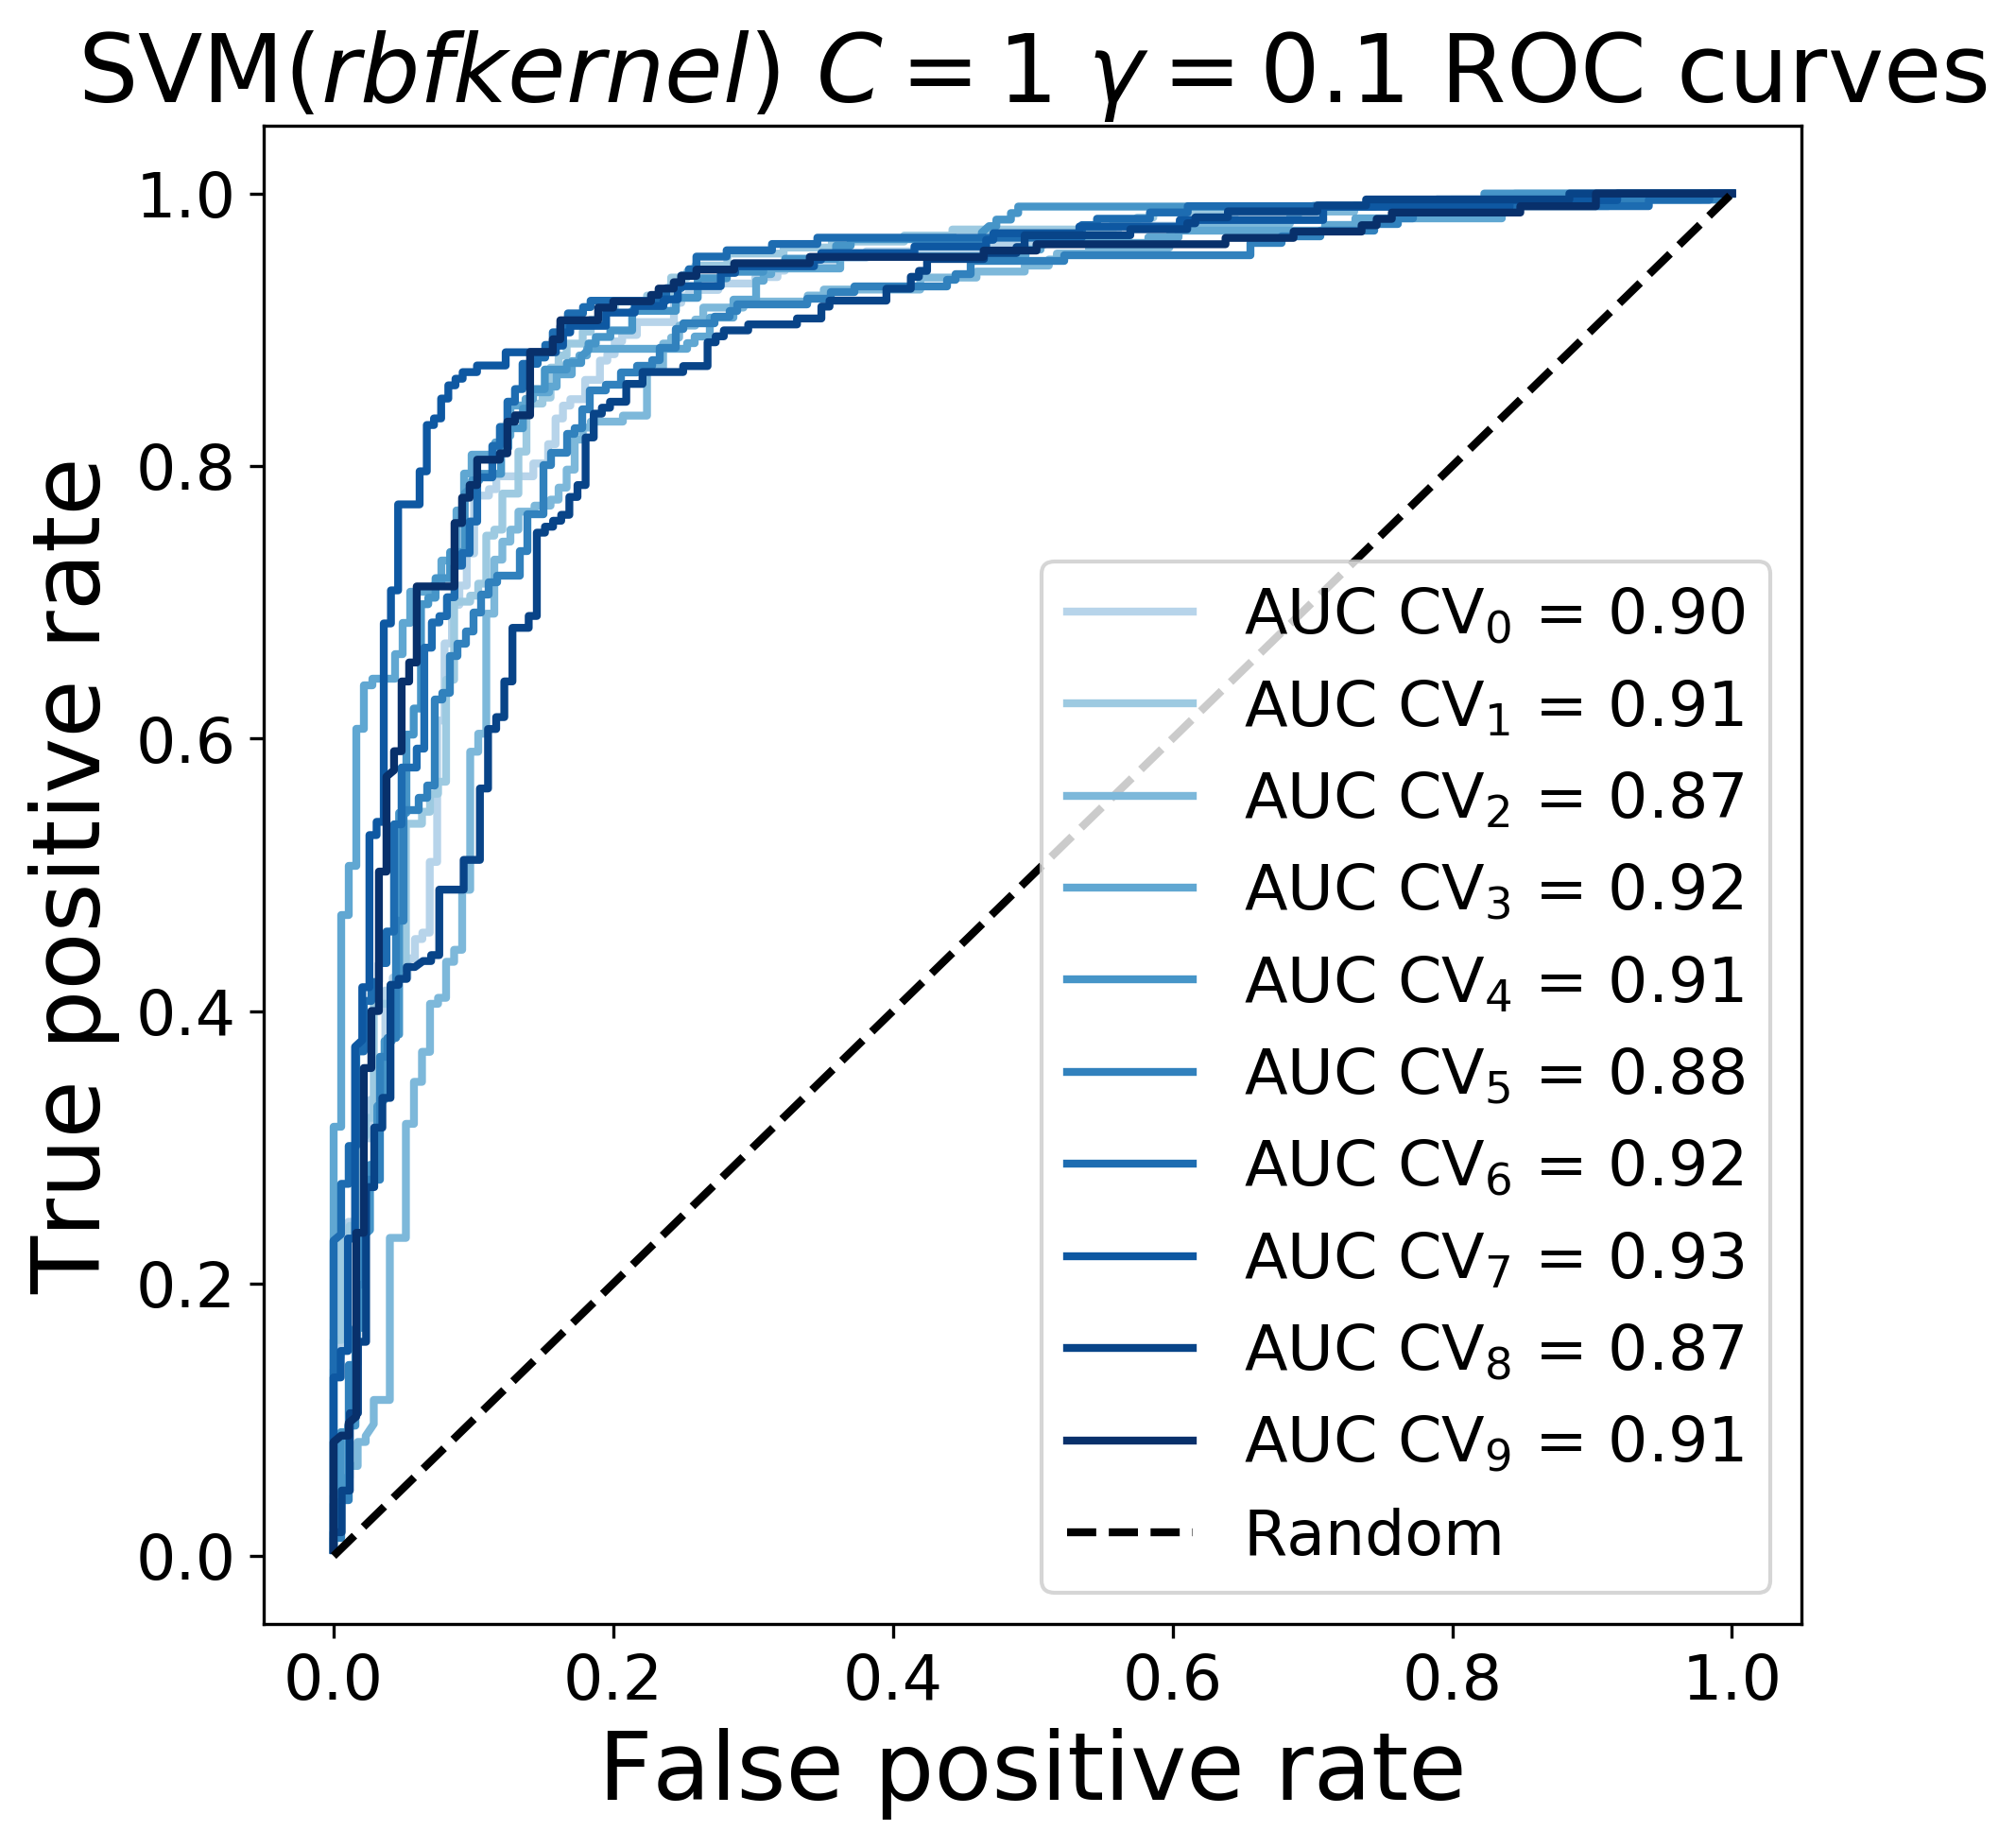 SVM(rbfkernel) C = 1 γ = 0.1 ROC curves
True positive rate
1.0
0.8
0.6
0.4
0.2
0.0
AUC CV₀ = 0.90
AUC CV₁ = 0.91
AUC CV₂ = 0.87
AUC CV₃ = 0.92
AUC CV₄ = 0.91
AUC CV₅ = 0.88
AUC CV₆ = 0.92
AUC CV₇ = 0.93
AUC CV₈ = 0.87
AUC CV₉ = 0.91
Random
0.0 0.2 0.4 0.6 0.8 1.0
False positive rate